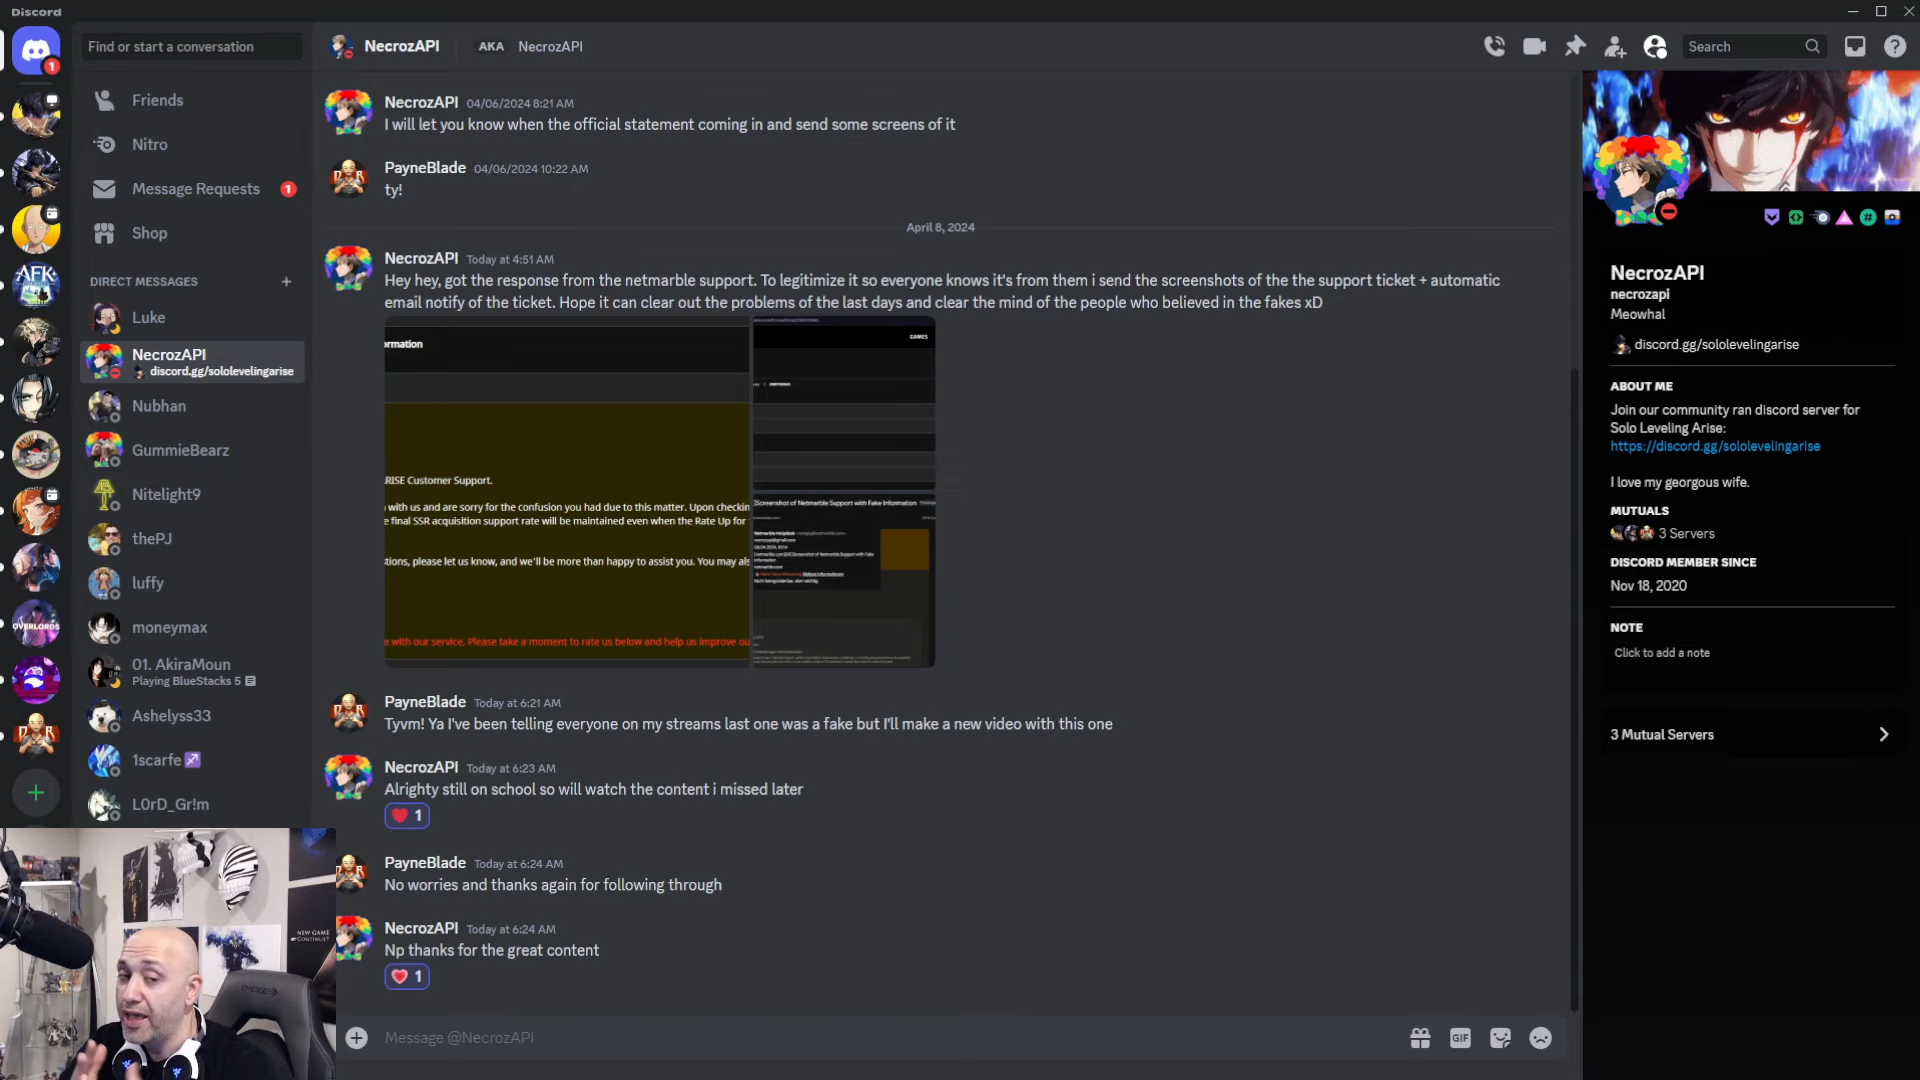 Discord
Find or start a conversation
NecrozAPI AKA NecrozAPI
Search
1
Friends
Nitro
Message Requests 1
Shop
DIRECT MESSAGES
Luke
NecrozAPI
discord.gg/sololevelingarise
Nubhan
GummieBearz
Nitelight9
thePJ
luffy
moneymax
01. AkiraMoun
Playing BlueStacks 5
Ashelyss33
1scarfe
L0rD_Gr!m
AFK
OVERLORDS
NecrozAPI 04/06/2024 8:21 AM
I will let you know when the official statement coming in and send some screens of it
PayneBlade 04/06/2024 10:22 AM
ty!
April 8, 2024
NecrozAPI Today at 4:51 AM
Hey hey, got the response from the netmarble support. To legitimize it so everyone knows it's from them i send the screenshots of the the support ticket + automatic
email notify of the ticket. Hope it can clear out the problems of the last days and clear the mind of the people who believed in the fakes xD
ormation
RISE Customer Support.
with us and are sorry for the confusion you had due to this matter. Upon checkin
e final SSR acquisition support rate will be maintained even when the Rate Up for
stions, please let us know, and we'll be more than happy to assist you. You may als
e with our service. Please take a moment to rate us below and help us improve ou
GAMES
Screenshot of Netmarble Support with Fake Information
Netmarble Helpdesk
PayneBlade Today at 6:21 AM
Tyvm! Ya I've been telling everyone on my streams last one was a fake but I'll make a new video with this one
NecrozAPI Today at 6:23 AM
Alrighty still on school so will watch the content i missed later
1
PayneBlade Today at 6:24 AM
No worries and thanks again for following through
NecrozAPI Today at 6:24 AM
Np thanks for the great content
1
Message @NecrozAPI
GIF
NecrozAPI
necrozapi
Meowhal
discord.gg/sololevelingarise
ABOUT ME
Join our community ran discord server for
Solo Leveling Arise:
https://discord.gg/sololevelingarise
I love my georgous wife.
MUTUALS
3 Servers
DISCORD MEMBER SINCE
Nov 18, 2020
NOTE
Click to add a note
3 Mutual Servers
NEW GAME
CONTINUE?